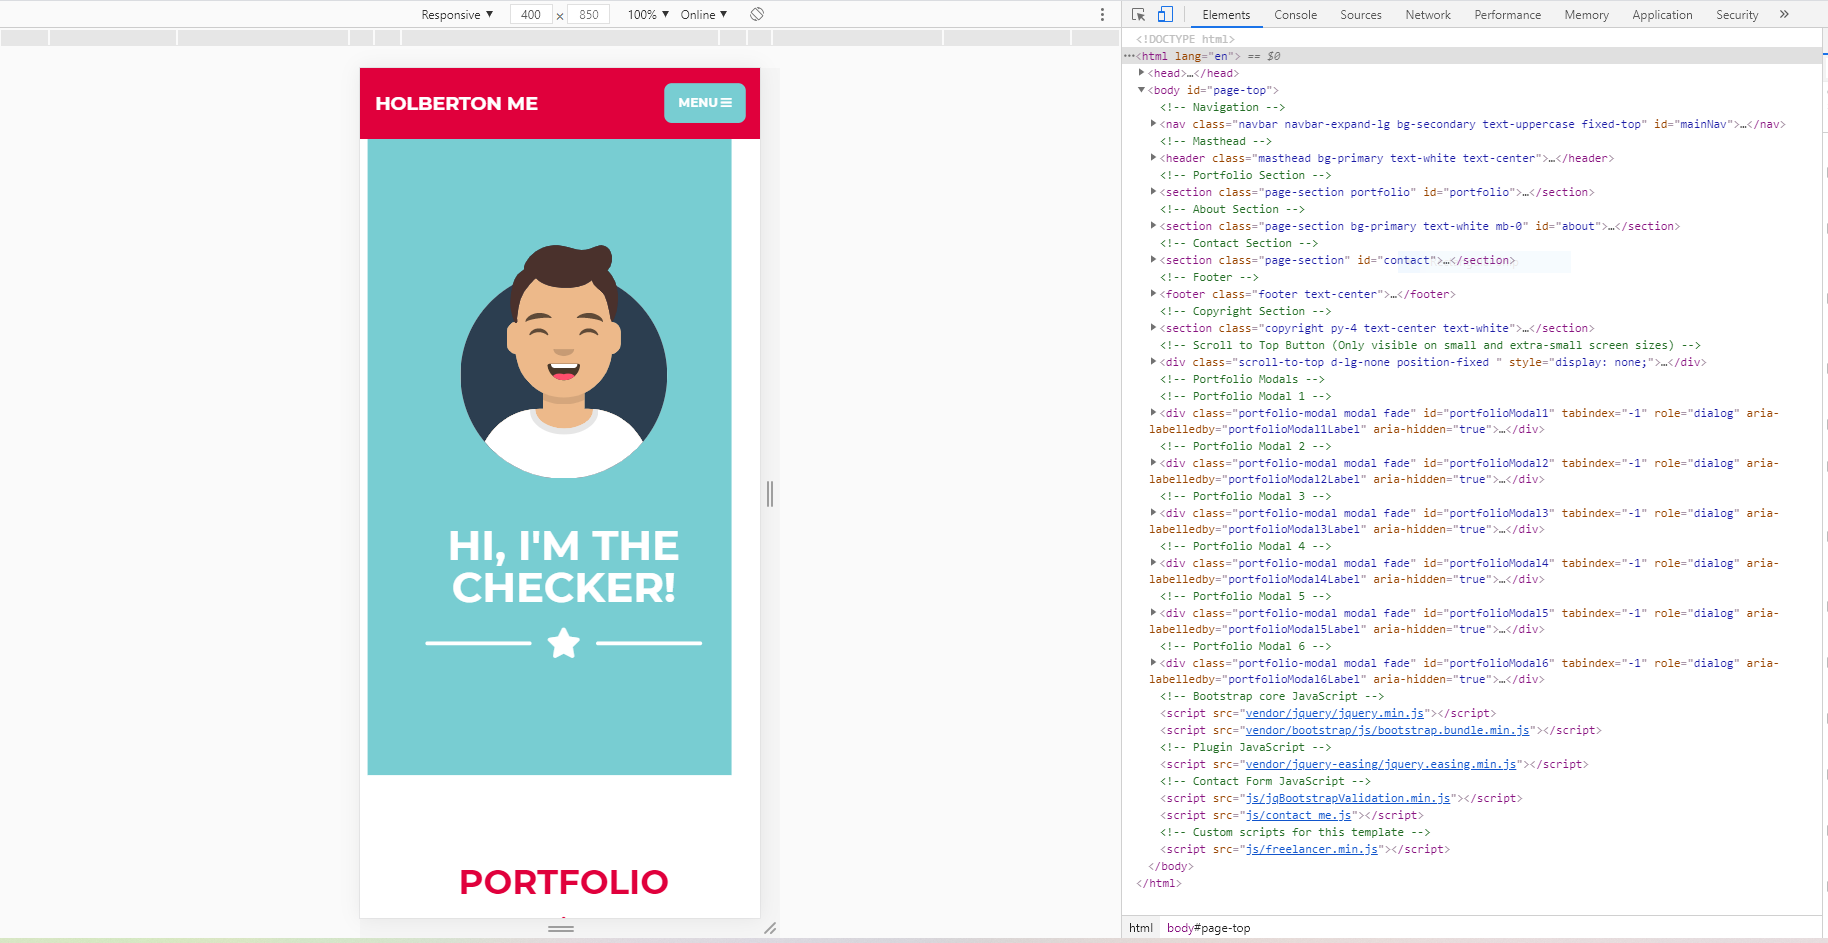 Responsive ▼ 400 × 850 100% ▼ Online ▼
HOLBERTON ME
MENU
HI, I'M THE
CHECKER!
PORTFOLIO
Elements Console Sources Network Performance Memory Application Security »
<!DOCTYPE html>
…<html lang="en"> == $0
<head>…</head>
<body id="page-top">
<!-- Navigation -->
<nav class="navbar navbar-expand-lg bg-secondary text-uppercase fixed-top" id="mainNav">…</nav>
<!-- Masthead -->
<header class="masthead bg-primary text-white text-center">…</header>
<!-- Portfolio Section -->
<section class="page-section portfolio" id="portfolio">…</section>
<!-- About Section -->
<section class="page-section bg-primary text-white mb-0" id="about">…</section>
<!-- Contact Section -->
<section class="page-section" id="contact">…</section>
<!-- Footer -->
<footer class="footer text-center">…</footer>
<!-- Copyright Section -->
<section class="copyright py-4 text-center text-white">…</section>
<!-- Scroll to Top Button (Only visible on small and extra-small screen sizes) -->
<div class="scroll-to-top d-lg-none position-fixed " style="display: none;">…</div>
<!-- Portfolio Modals -->
<!-- Portfolio Modal 1 -->
<div class="portfolio-modal modal fade" id="portfolioModal1" tabindex="-1" role="dialog" aria-
labelledby="portfolioModal1Label" aria-hidden="true">…</div>
<!-- Portfolio Modal 2 -->
<div class="portfolio-modal modal fade" id="portfolioModal2" tabindex="-1" role="dialog" aria-
labelledby="portfolioModal2Label" aria-hidden="true">…</div>
<!-- Portfolio Modal 3 -->
<div class="portfolio-modal modal fade" id="portfolioModal3" tabindex="-1" role="dialog" aria-
labelledby="portfolioModal3Label" aria-hidden="true">…</div>
<!-- Portfolio Modal 4 -->
<div class="portfolio-modal modal fade" id="portfolioModal4" tabindex="-1" role="dialog" aria-
labelledby="portfolioModal4Label" aria-hidden="true">…</div>
<!-- Portfolio Modal 5 -->
<div class="portfolio-modal modal fade" id="portfolioModal5" tabindex="-1" role="dialog" aria-
labelledby="portfolioModal5Label" aria-hidden="true">…</div>
<!-- Portfolio Modal 6 -->
<div class="portfolio-modal modal fade" id="portfolioModal6" tabindex="-1" role="dialog" aria-
labelledby="portfolioModal6Label" aria-hidden="true">…</div>
<!-- Bootstrap core JavaScript -->
<script src="vendor/jquery/jquery.min.js"></script>
<script src="vendor/bootstrap/js/bootstrap.bundle.min.js"></script>
<!-- Plugin JavaScript -->
<script src="vendor/jquery-easing/jquery.easing.min.js"></script>
<!-- Contact Form JavaScript -->
<script src="js/jqBootstrapValidation.min.js"></script>
<script src="js/contact_me.js"></script>
<!-- Custom scripts for this template -->
<script src="js/freelancer.min.js"></script>
</body>
</html>
html body#page-top